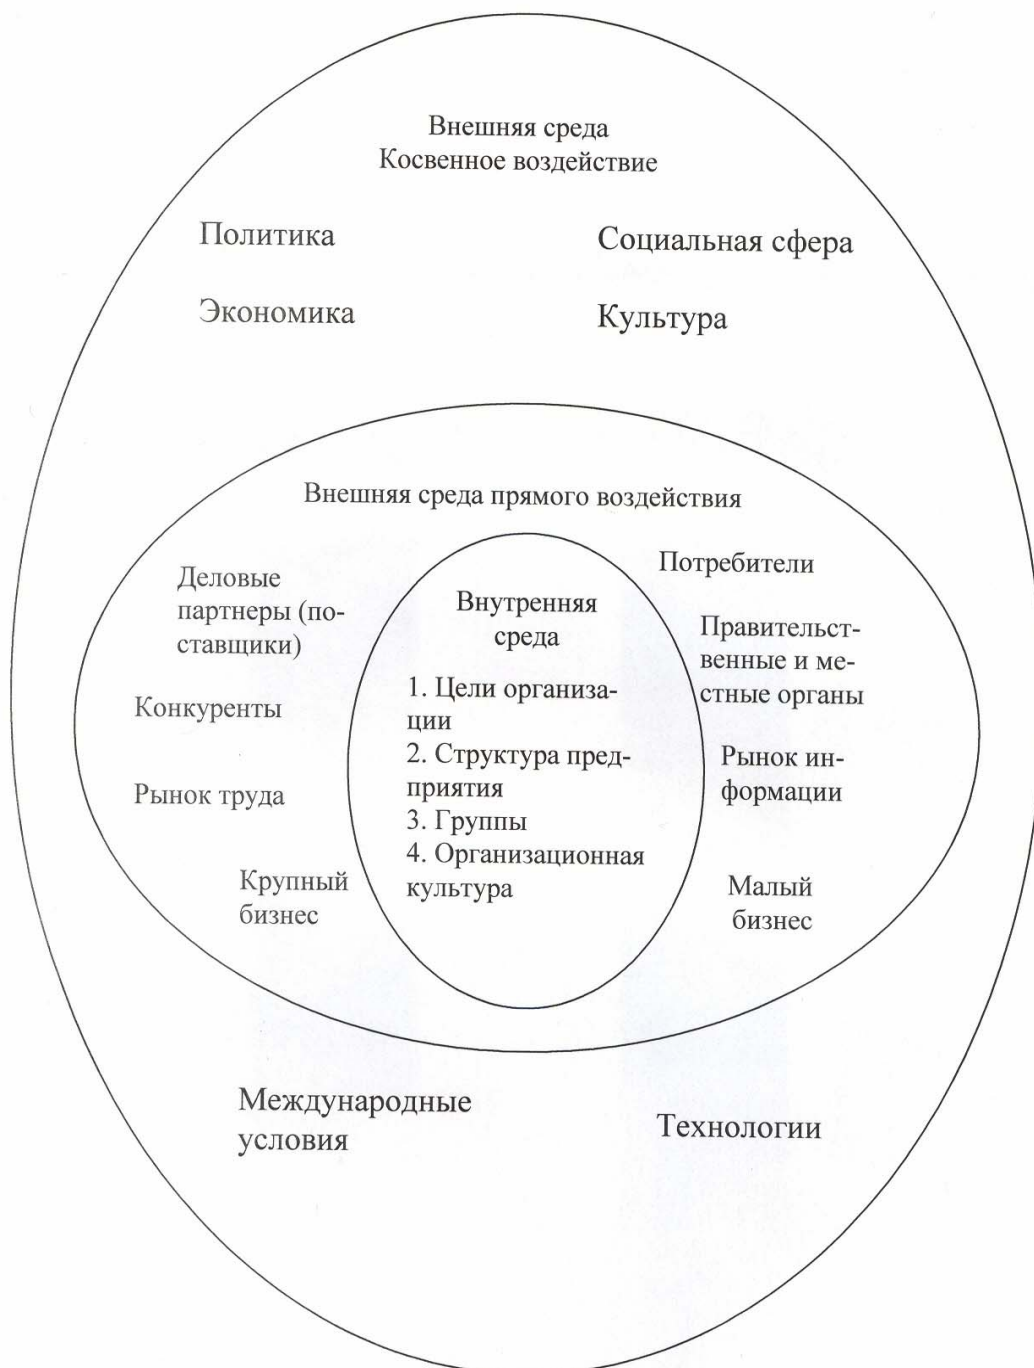 Внешняя среда
Косвенное воздействие
Политика
Социальная сфера
Экономика
Культура
Внешняя среда прямого воздействия
Деловые
партнеры (по-
ставщики)
Конкуренты
Рынок труда
Крупный
бизнес
Внутренняя
среда
1. Цели организа-
ции
2. Структура пред-
приятия
3. Группы
4. Организационная
культура
Потребители
Правительст-
венные и ме-
стные органы
Рынок ин-
формации
Малый
бизнес
Международные
условия
Технологии